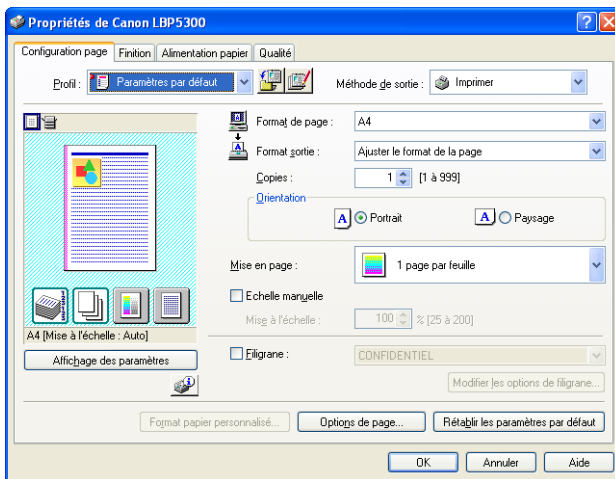 Propriétés de Canon LBP5300
Configuration page Finition Alimentation papier Qualité
Profil : Paramètres par défaut Méthode de sortie : Imprimer
Format de page : A4
Format sortie : Ajuster le format de la page
Copies : 1 [1 à 999]
Orientation
A Portrait A Paysage
Mise en page : 1 page par feuille
Echelle manuelle
Mise à l'échelle : 100 % [25 à 200]
A4 [Mise à l'échelle : Auto]
Affichage des paramètres
Filigrane : CONFIDENTIEL
Modifier les options de filigrane...
Format papier personnalisé... Options de page... Rétablir les paramètres par défaut
OK Annuler Aide